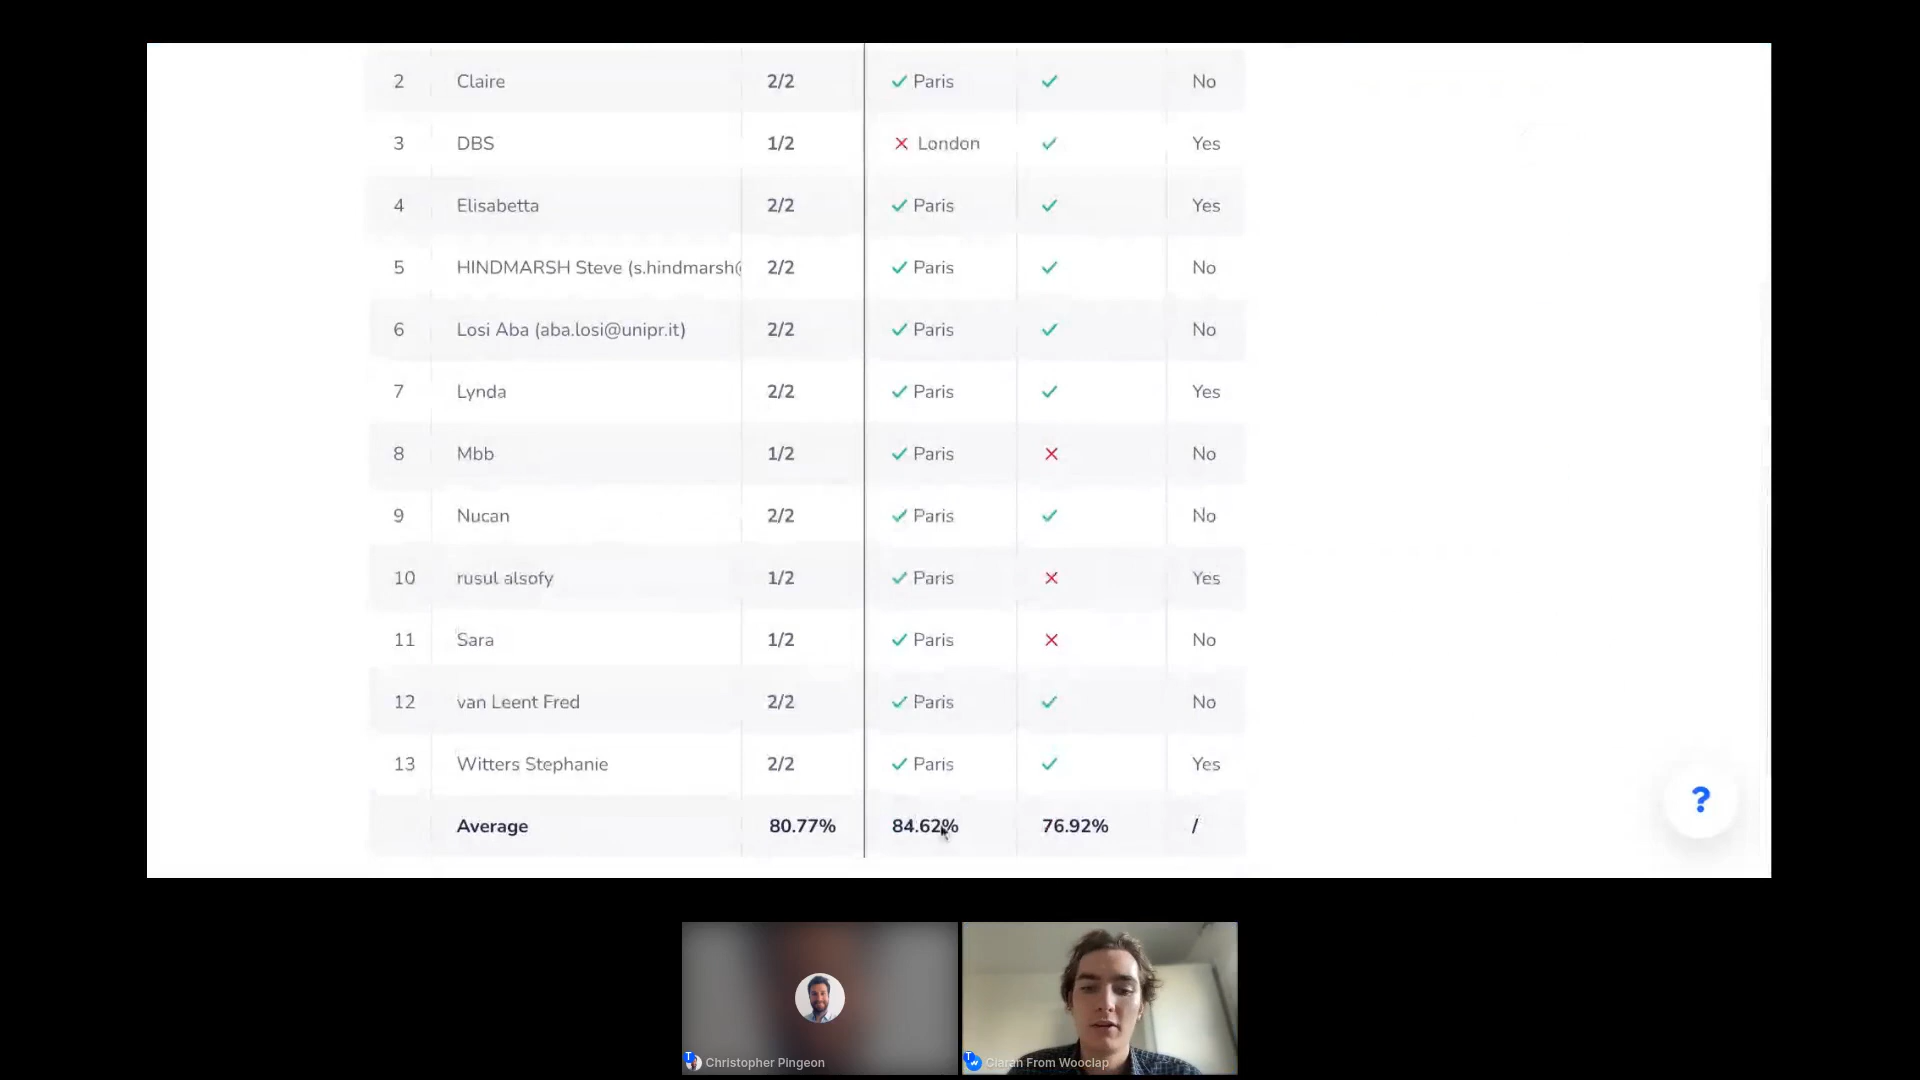 2 Claire 2/2 Paris No
3 DBS 1/2 London Yes
4 Elisabetta 2/2 Paris Yes
5 HINDMARSH Steve (s.hindmarsh@ 2/2 Paris No
6 Losi Aba (aba.losi@unipr.it) 2/2 Paris No
7 Lynda 2/2 Paris Yes
8 Mbb 1/2 Paris No
9 Nucan 2/2 Paris No
10 rusul alsofy 1/2 Paris Yes
11 Sara 1/2 Paris No
12 van Leent Fred 2/2 Paris No
13 Witters Stephanie 2/2 Paris Yes
Average 80.77% 84.62% 76.92% /
?
Christopher Pingeon
Ciaran From Wooclap